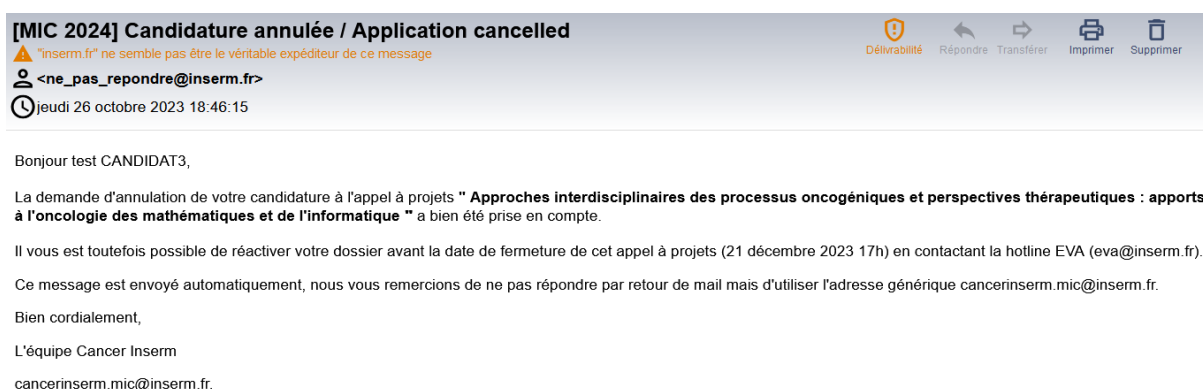 [MIC 2024] Candidature annulée / Application cancelled
"inserm.fr" ne semble pas être le véritable expéditeur de ce message
<ne_pas_repondre@inserm.fr>
jeudi 26 octobre 2023 18:46:15
Délivrabilité Répondre Transférer Imprimer Supprimer
Bonjour test CANDIDAT3,
La demande d'annulation de votre candidature à l'appel à projets " Approches interdisciplinaires des processus oncogéniques et perspectives thérapeutiques : apports
à l'oncologie des mathématiques et de l'informatique " a bien été prise en compte.
Il vous est toutefois possible de réactiver votre dossier avant la date de fermeture de cet appel à projets (21 décembre 2023 17h) en contactant la hotline EVA (eva@inserm.fr).
Ce message est envoyé automatiquement, nous vous remercions de ne pas répondre par retour de mail mais d'utiliser l'adresse générique cancerinserm.mic@inserm.fr.
Bien cordialement,
L'équipe Cancer Inserm
cancerinserm.mic@inserm.fr.